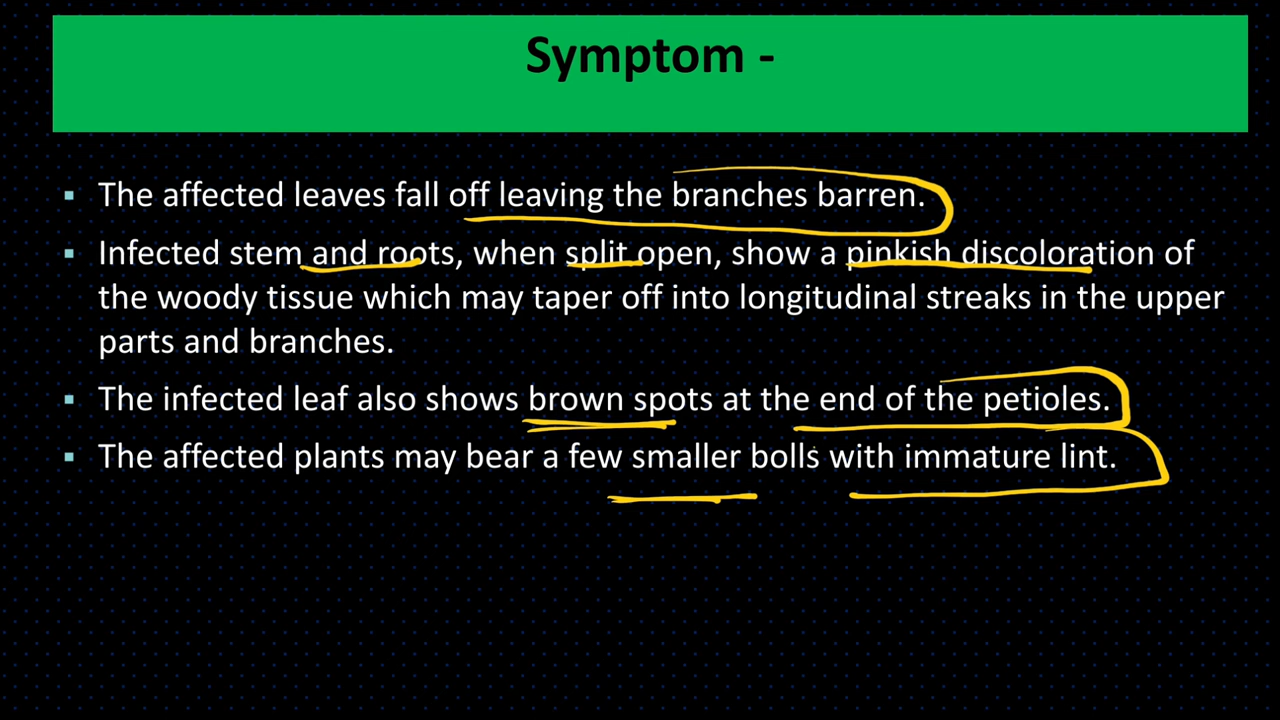 Symptom -
▪ The affected leaves fall off leaving the branches barren.
▪ Infected stem and roots, when split open, show a pinkish discoloration of
the woody tissue which may taper off into longitudinal streaks in the upper
parts and branches.
▪ The infected leaf also shows brown spots at the end of the petioles.
▪ The affected plants may bear a few smaller bolls with immature lint.